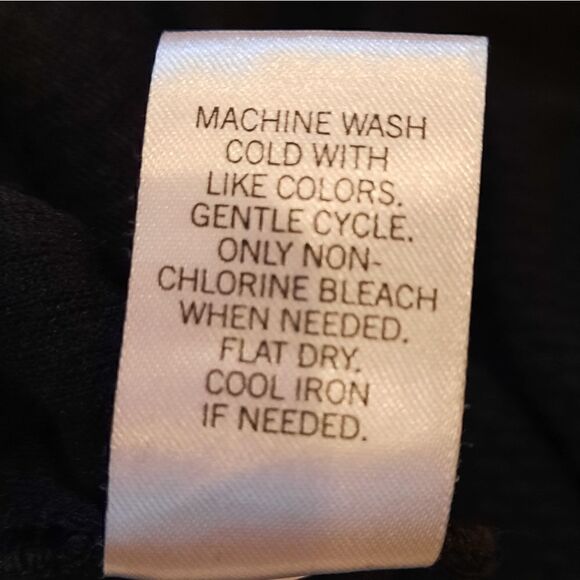 MACHINE WASH
COLD WITH
LIKE COLORS.
GENTLE CYCLE.
ONLY NON-
CHLORINE BLEACH
WHEN NEEDED.
FLAT DRY.
COOL IRON
IF NEEDED.